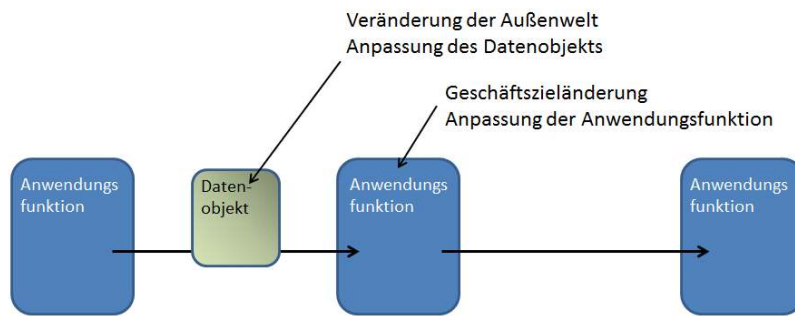 Veränderung der Außenwelt
Anpassung des Datenobjekts
Geschäftszieländerung
Anpassung der Anwendungsfunktion
Anwendungs
funktion
Daten-
objekt
Anwendungs
funktion
Anwendungs
funktion